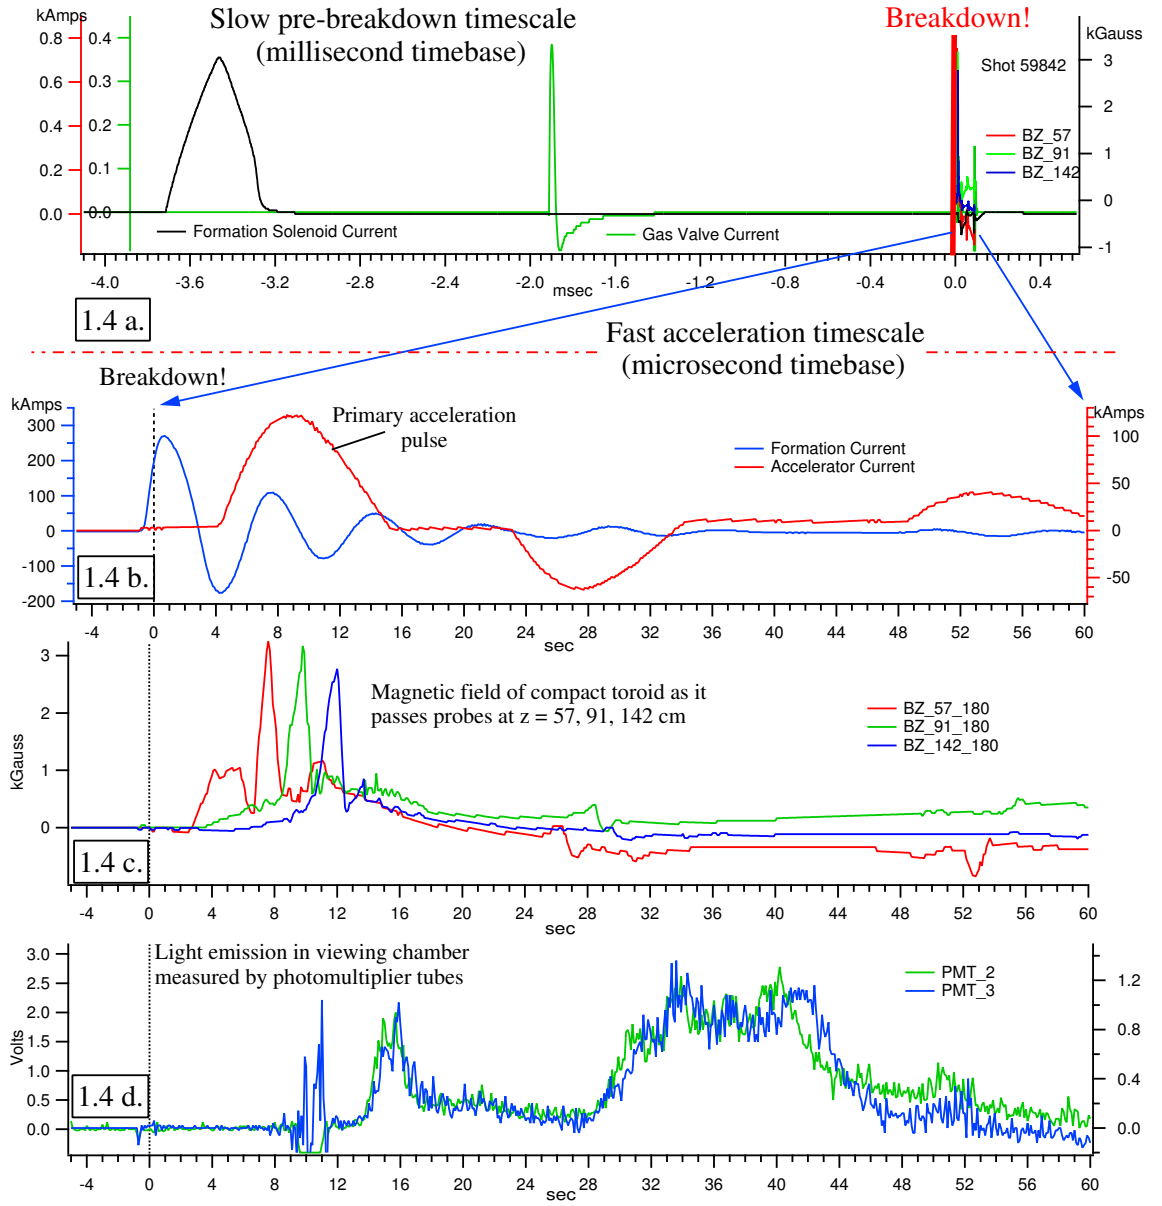 kAmps
Slow pre-breakdown timescale
(millisecond timebase)
Breakdown!
kGauss
0.8
0.6
0.4
0.2
0.0
0.4
0.3
0.2
0.1
0.0
Shot 59842
3
2
1
0
-1
BZ_57
BZ_91
BZ_142
Formation Solenoid Current
Gas Valve Current
-4.0 -3.6 -3.2 -2.8 -2.4 -2.0 -1.6 -1.2 -0.8 -0.4 0.0 0.4
msec
1.4 a.
Fast acceleration timescale
(microsecond timebase)
Breakdown!
kAmps
kAmps
300
200
100
0
-100
-200
Primary acceleration
pulse
Formation Current
Accelerator Current
100
50
0
-50
1.4 b.
-4 0 4 8 12 16 20 24 28 32 36 40 44 48 52 56 60
sec
3
2
1
0
kGauss
Magnetic field of compact toroid as it
passes probes at z = 57, 91, 142 cm
BZ_57_180
BZ_91_180
BZ_142_180
1.4 c.
-4 0 4 8 12 16 20 24 28 32 36 40 44 48 52 56 60
sec
Light emission in viewing chamber
measured by photomultiplier tubes
3.0
2.5
2.0
1.5
1.0
0.5
0.0
Volts
PMT_2
PMT_3
1.2
0.8
0.4
0.0
1.4 d.
-4 0 4 8 12 16 20 24 28 32 36 40 44 48 52 56 60
sec